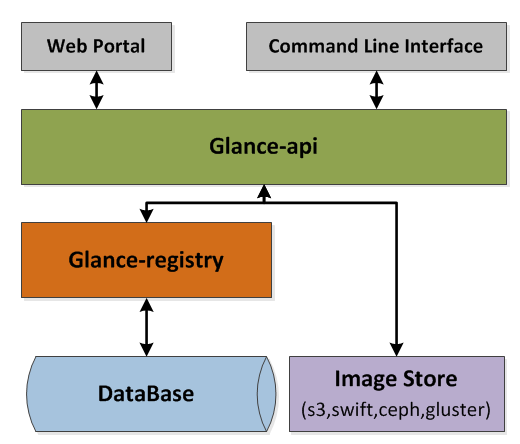 Web Portal
Command Line Interface
Glance-api
Glance-registry
DataBase
Image Store
(s3,swift,ceph,gluster)